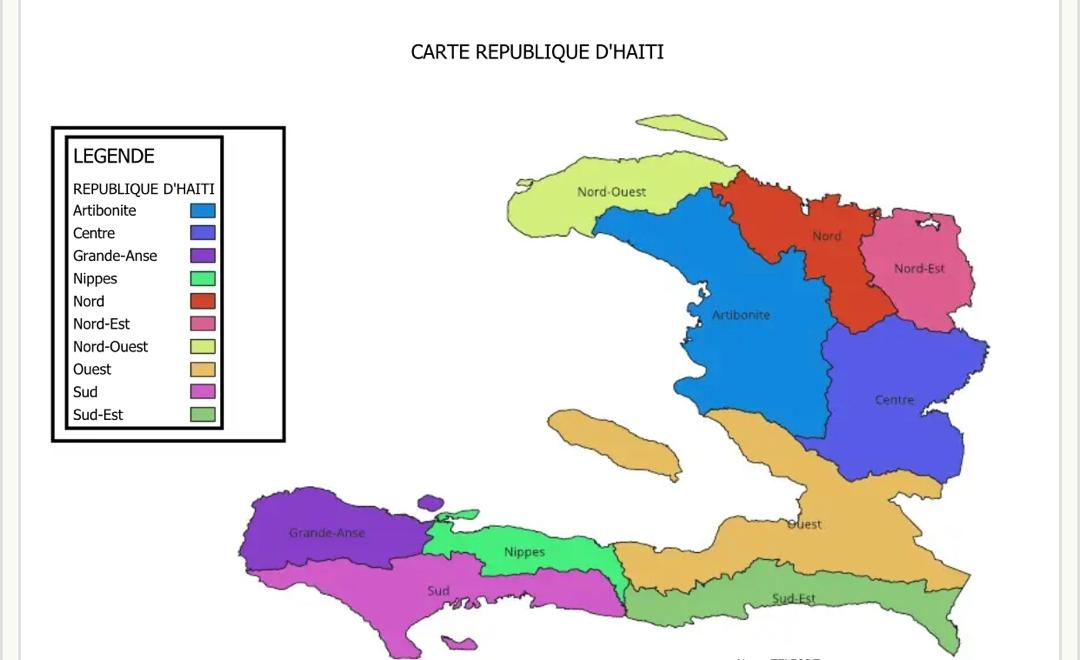 CARTE REPUBLIQUE D'HAITI
LEGENDE
REPUBLIQUE D'HAITI
Artibonite
Centre
Grande-Anse
Nippes
Nord
Nord-Est
Nord-Ouest
Ouest
Sud
Sud-Est
Nord-Ouest
Nord
Nord-Est
Artibonite
Centre
Ouest
Grande-Anse
Nippes
Sud
Sud-Est